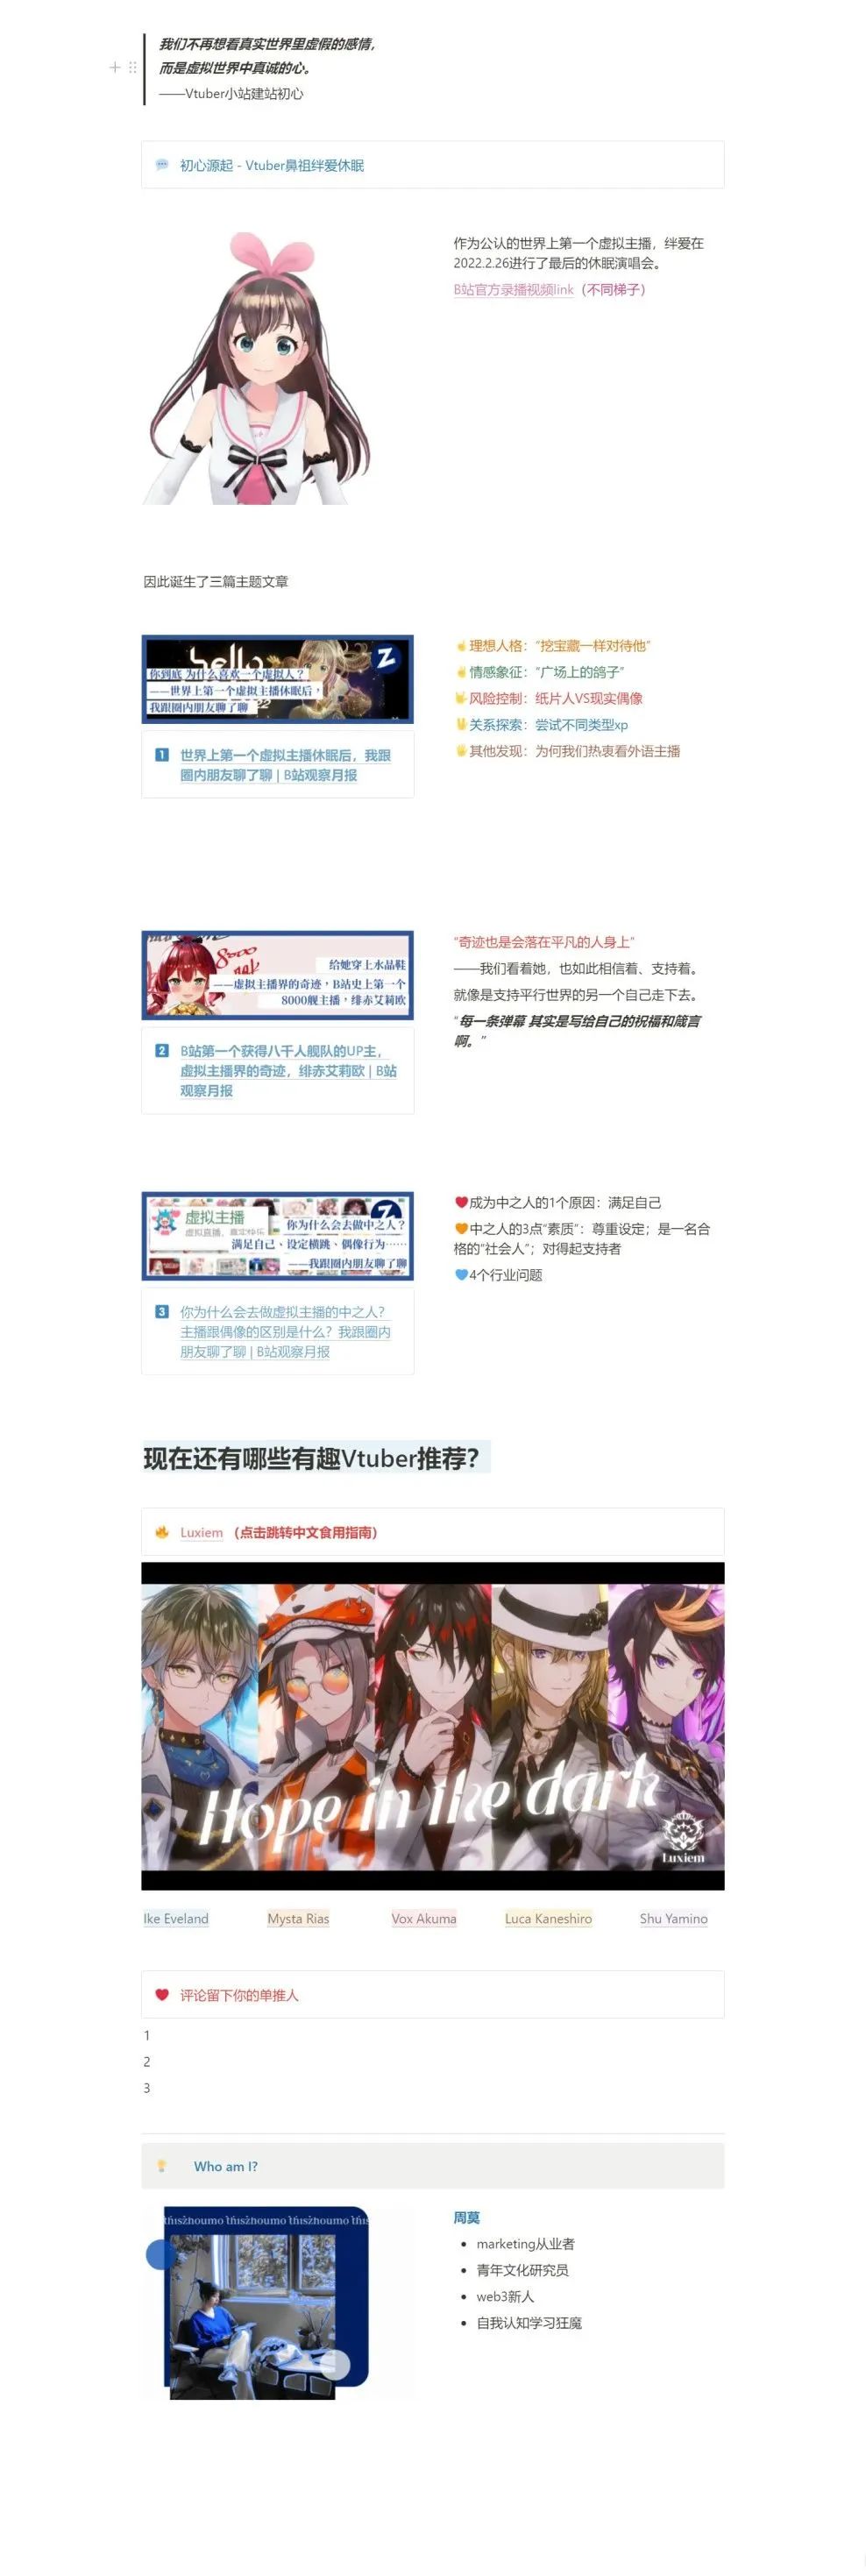 我们不再想看真实世界里虚假的感情，
而是虚拟世界中真诚的心。
——Vtuber小站建站初心
初心源起 - Vtuber鼻祖绊爱休眠
作为公认的世界上第一个虚拟主播，绊爱在
2022.2.26进行了最后的休眠演唱会。
B站官方录播视频link（不同梯子）
因此诞生了三篇主题文章
hello
Z
你到底 为什么喜欢一个虚拟人？
——世界上第一个虚拟主播休眠后，
我跟圈内朋友聊了聊
1 世界上第一个虚拟主播休眠后，我跟
圈内朋友聊了聊 | B站观察月报
理想人格：“挖宝藏一样对待他”
情感象征：“广场上的鸽子”
风险控制：纸片人VS现实偶像
关系探索：尝试不同类型xp
其他发现：为何我们热衷看外语主播
给她穿上水晶鞋
——虚拟主播界的奇迹，B站史上第一个
8000舰主播，绯赤艾莉欧
2 B站第一个获得八千人舰队的UP主，
虚拟主播界的奇迹，绯赤艾莉欧 | B站
观察月报
“奇迹也是会落在平凡的人身上”
——我们看着她，也如此相信着、支持着。
就像是支持平行世界的另一个自己走下去。
“每一条弹幕 其实是写给自己的祝福和箴言
啊。”
虚拟主播
你为什么会去做中之人？
满足自己、设定横跳、偶像行为……
——我跟圈内朋友聊了聊
3 你为什么会去做虚拟主播的中之人？
主播跟偶像的区别是什么？我跟圈内
朋友聊了聊 | B站观察月报
成为中之人的1个原因：满足自己
中之人的3点“素质”：尊重设定；是一名合
格的“社会人”；对得起支持者
4个行业问题
现在还有哪些有趣Vtuber推荐？
Luxiem （点击跳转中文食用指南）
Hope in the dark
Luxiem
Ike Eveland
Mysta Rias
Vox Akuma
Luca Kaneshiro
Shu Yamino
评论留下你的单推人
1
2
3
Who am I?
thiszhoumo thiszhoumo thiszhoumo this
周莫
marketing从业者
青年文化研究员
web3新人
自我认知学习狂魔